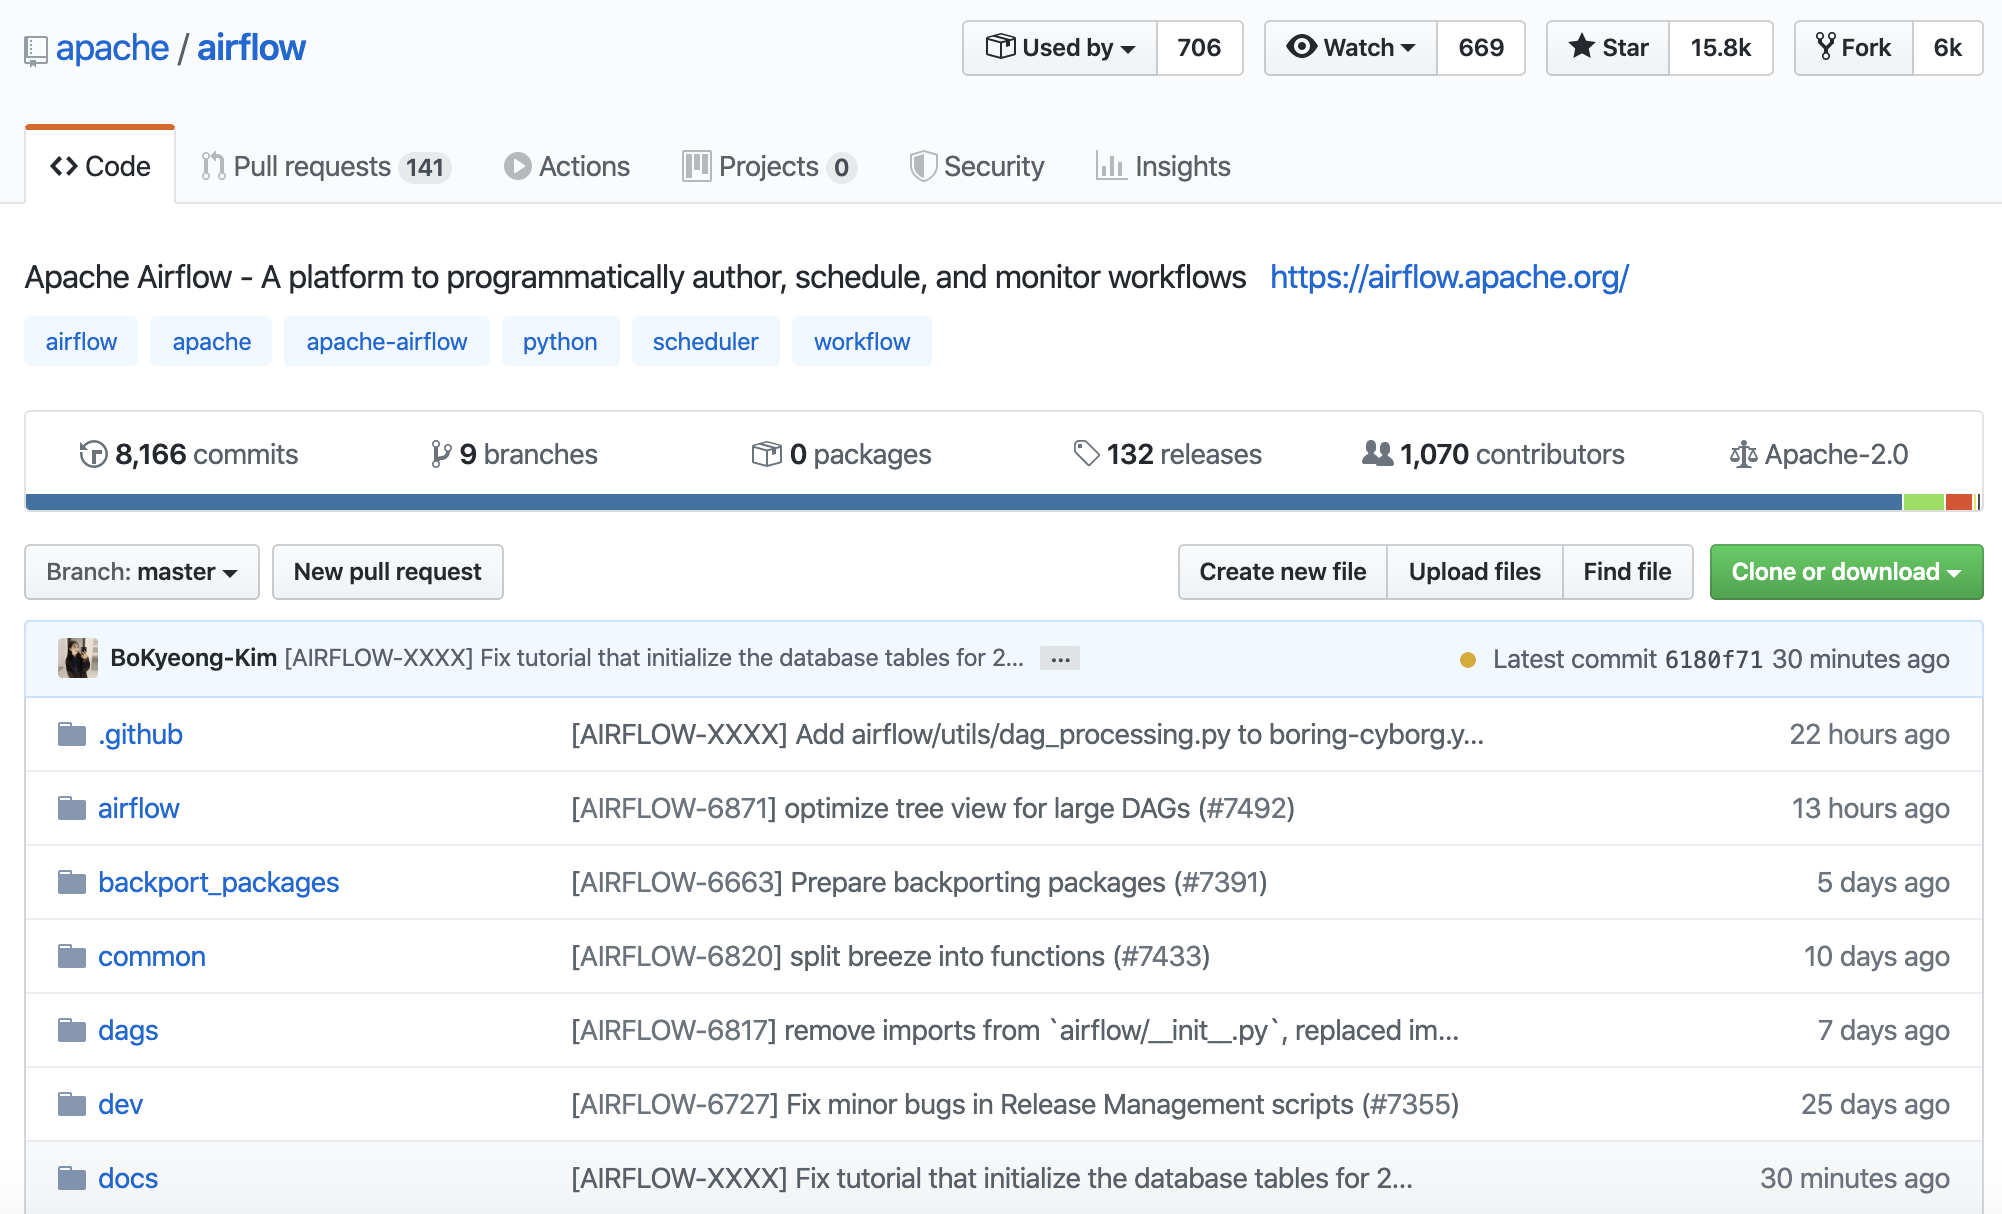 apache / airflow
Used by 706 Watch 669 Star 15.8k Fork 6k
Code Pull requests 141 Actions Projects 0 Security Insights
Apache Airflow - A platform to programmatically author, schedule, and monitor workflows https://airflow.apache.org/
airflow apache apache-airflow python scheduler workflow
8,166 commits 9 branches 0 packages 132 releases 1,070 contributors Apache-2.0
Branch: master New pull request Create new file Upload files Find file Clone or download
BoKyeong-Kim [AIRFLOW-XXXX] Fix tutorial that initialize the database tables for 2... ... Latest commit 6180f71 30 minutes ago
.github [AIRFLOW-XXXX] Add airflow/utils/dag_processing.py to boring-cyborg.y... 22 hours ago
airflow [AIRFLOW-6871] optimize tree view for large DAGs (#7492) 13 hours ago
backport_packages [AIRFLOW-6663] Prepare backporting packages (#7391) 5 days ago
common [AIRFLOW-6820] split breeze into functions (#7433) 10 days ago
dags [AIRFLOW-6817] remove imports from `airflow/__init__.py`, replaced im... 7 days ago
dev [AIRFLOW-6727] Fix minor bugs in Release Management scripts (#7355) 25 days ago
docs [AIRFLOW-XXXX] Fix tutorial that initialize the database tables for 2... 30 minutes ago